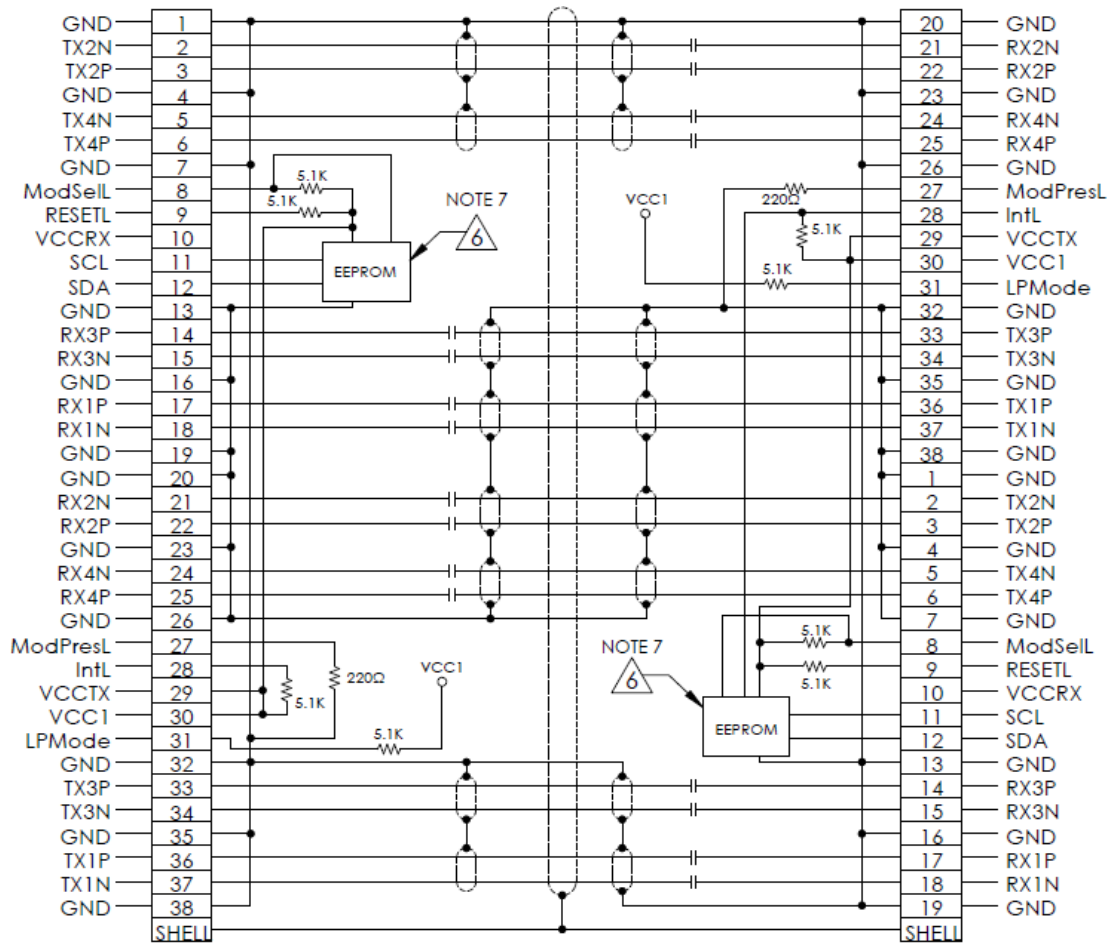 GND 1 20 GND
TX2N 2 21 RX2N
TX2P 3 22 RX2P
GND 4 23 GND
TX4N 5 24 RX4N
TX4P 6 25 RX4P
GND 7 26 GND
ModSelL 8 5.1K 220Ω 27 ModPresL
RESETL 9 5.1K NOTE 7 VCC1 28 IntL
VCCRX 10 6 5.1K 29 VCCTX
SCL 11 EEPROM 30 VCC1
SDA 12 5.1K 31 LPMode
GND 13 32 GND
RX3P 14 33 TX3P
RX3N 15 34 TX3N
GND 16 35 GND
RX1P 17 36 TX1P
RX1N 18 37 TX1N
GND 19 38 GND
GND 20 1 GND
RX2N 21 2 TX2N
RX2P 22 3 TX2P
GND 23 4 GND
RX4N 24 5 TX4N
RX4P 25 6 TX4P
GND 26 7 GND
ModPresL 27 NOTE 7 5.1K 8 ModSelL
IntL 28 220Ω VCC1 6 5.1K 9 RESETL
VCCTX 29 5.1K 10 VCCRX
VCC1 30 EEPROM 11 SCL
LPMode 31 5.1K 12 SDA
GND 32 13 GND
TX3P 33 14 RX3P
TX3N 34 15 RX3N
GND 35 16 GND
TX1P 36 17 RX1P
TX1N 37 18 RX1N
GND 38 19 GND
SHELL SHELL